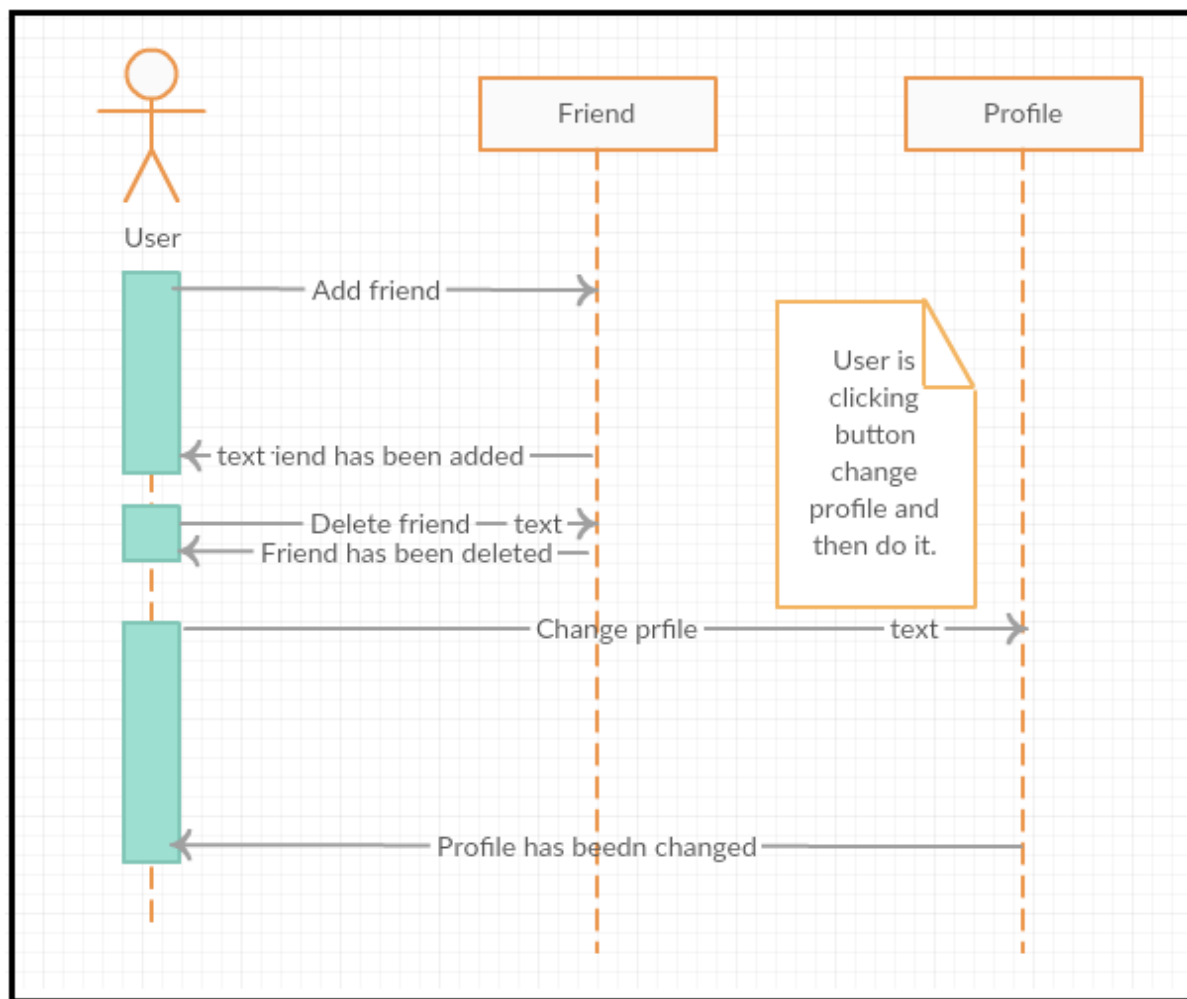 Friend
Profile
User
Add friend
User is
clicking
button
change
profile and
then do it.
text iend has been added
Delete friend text
Friend has been deleted
Change prfile text
Profile has beedn changed